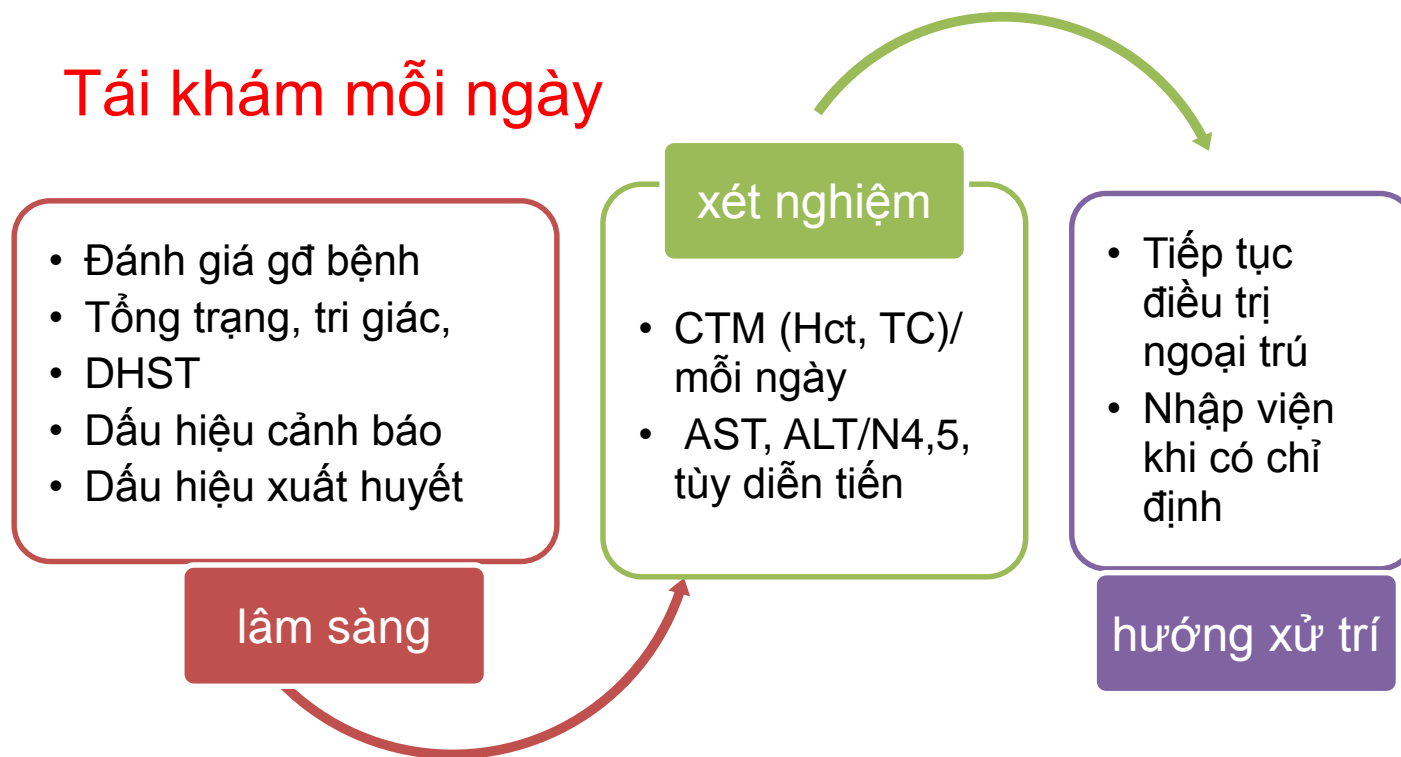 Tái khám mỗi ngày
• Đánh giá gđ bệnh
• Tổng trạng, tri giác,
• DHST
• Dấu hiệu cảnh báo
• Dấu hiệu xuất huyết
lâm sàng
xét nghiệm
• CTM (Hct, TC)/
mỗi ngày
• AST, ALT/N4,5,
tùy diễn tiến
• Tiếp tục
điều trị
ngoại trú
• Nhập viện
khi có chỉ
định
hướng xử trí